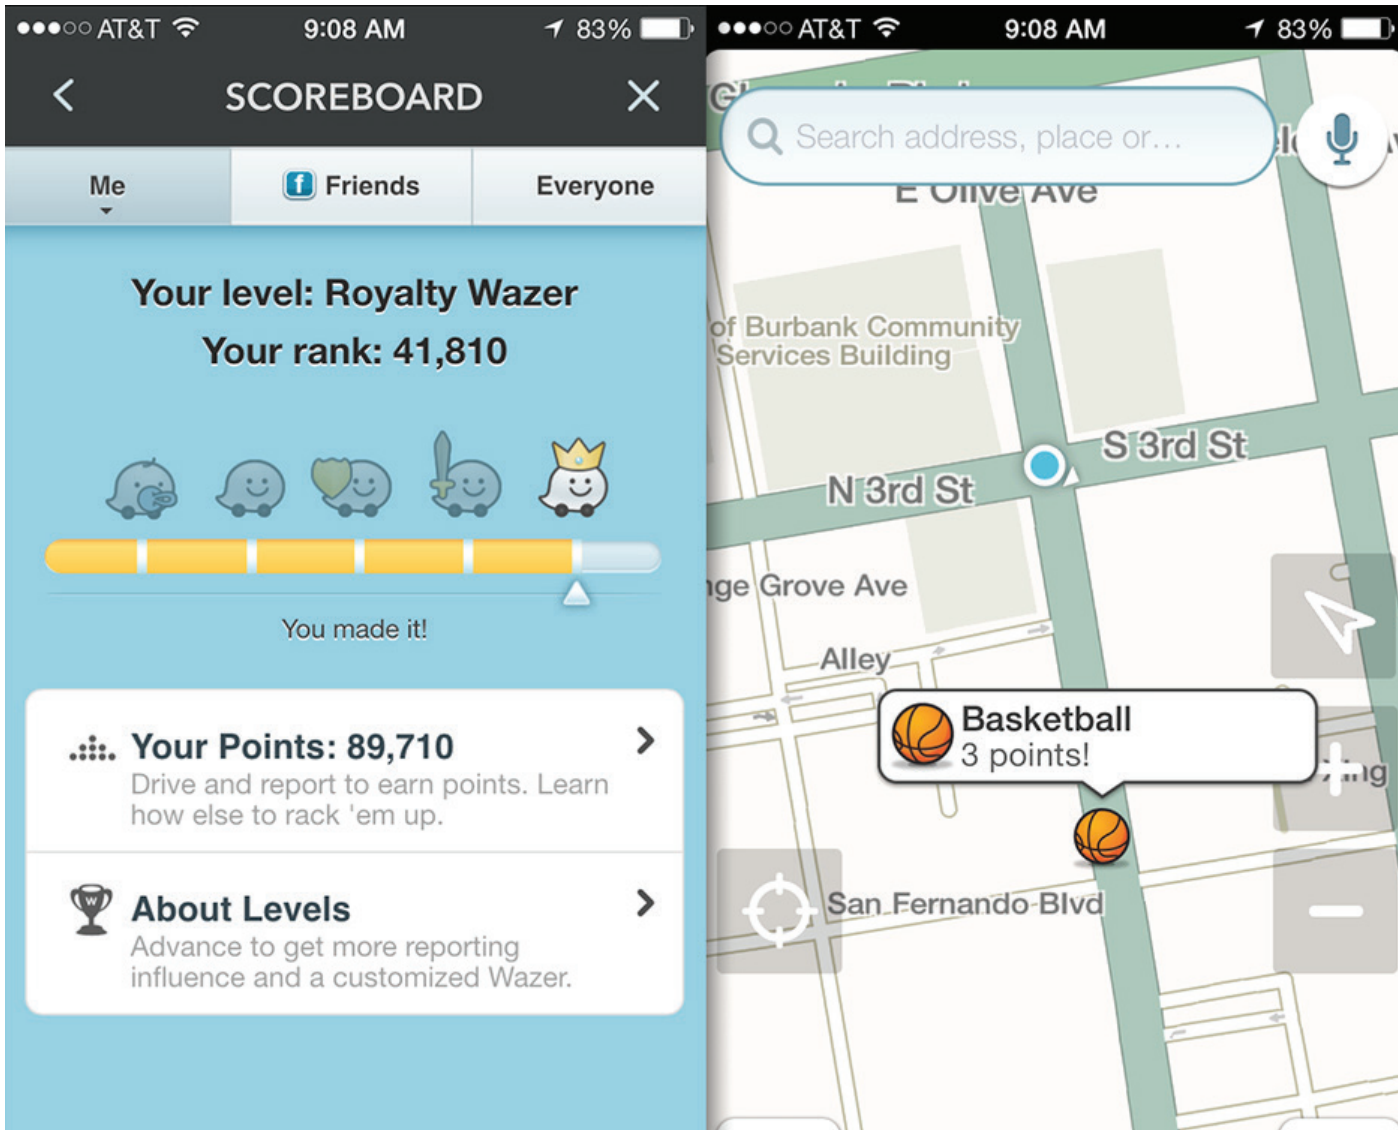 AT&T 9:08 AM 83%
SCOREBOARD
Me
f Friends
Everyone
Your level: Royalty Wazer
Your rank: 41,810
You made it!
Your Points: 89,710
Drive and report to earn points. Learn
how else to rack 'em up.
W
About Levels
Advance to get more reporting
influence and a customized Wazer.
AT&T 9:08 AM 83%
Search address, place or...
E Olive Ave
of Burbank Community
Services Building
S 3rd St
N 3rd St
nge Grove Ave
Alley
Basketball
3 points!
San Fernando Blvd